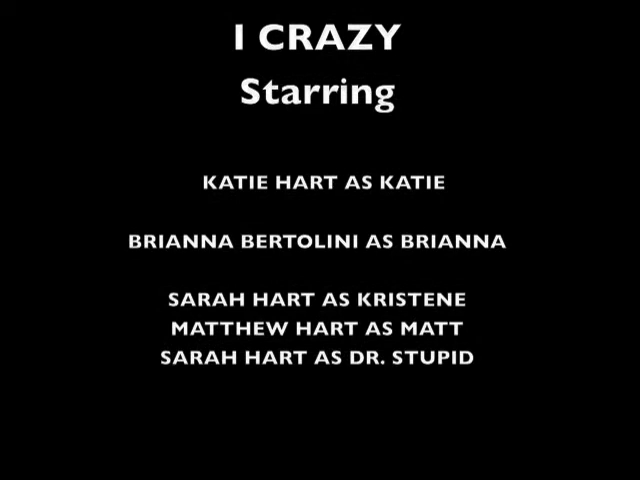 I CRAZY
Starring
KATIE HART AS KATIE
BRIANNA BERTOLINI AS BRIANNA
SARAH HART AS KRISTENE
MATTHEW HART AS MATT
SARAH HART AS DR. STUPID